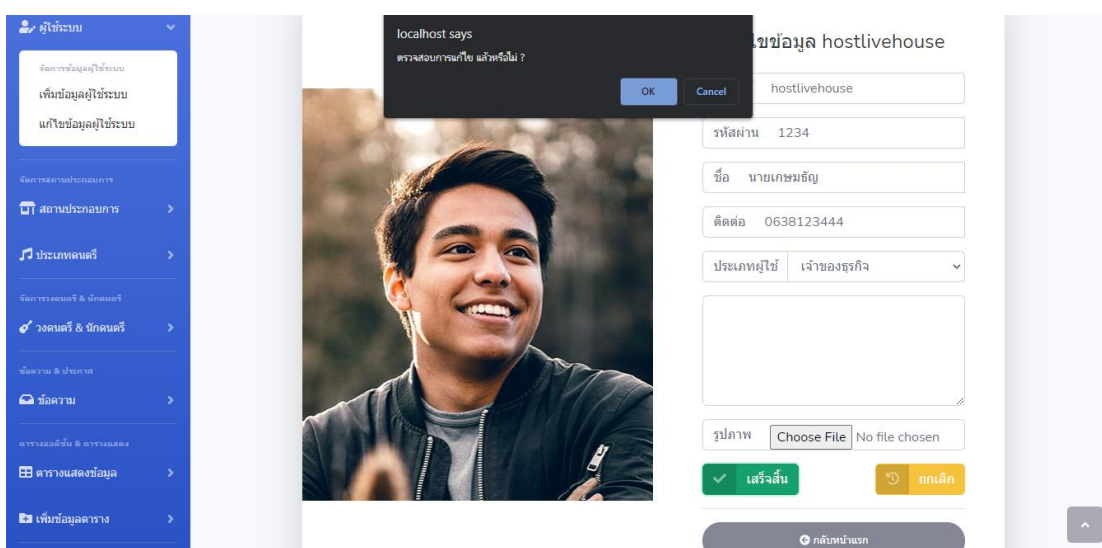 ผู้ใช้ระบบ
จัดการข้อมูลผู้ใช้ระบบ
เพิ่มข้อมูลผู้ใช้ระบบ
แก้ไขข้อมูลผู้ใช้ระบบ
จัดการสถานประกอบการ
สถานประกอบการ
ประเภทดนตรี
จัดการวงดนตรี & นักดนตรี
วงดนตรี & นักดนตรี
ข้อความ & ประกาศ
ข้อความ
ตารางออดิชั่น & ตารางแสดง
ตารางแสดงข้อมูล
เพิ่มข้อมูลตาราง
localhost says
ตรวจสอบการแก้ไข แล้วหรือไม่ ?
OK
Cancel
ไขข้อมูล hostlivehouse
hostlivehouse
รหัสผ่าน 1234
ชื่อ นายเกษมธัญ
ติดต่อ 0638123444
ประเภทผู้ใช้ เจ้าของธุรกิจ
รูปภาพ Choose File No file chosen
เสร็จสิ้น
ยกเลิก
กลับหน้าแรก